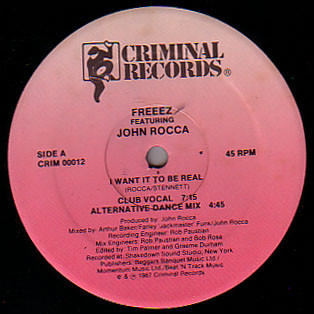 CRIMINAL
RECORDS®
FREEEZ
FEATURING
JOHN ROCCA
SIDE A
CRIM 00012
45 RPM
I WANT IT TO BE REAL
(ROCCA/STENNETT)
CLUB VOCAL 7:15
ALTERNATIVE DANCE MIX 4:45
Produced by: John Rocca
Mixed by: Arthur Baker/Farley "Jackmaster" Funk/John Rocca
Recording Engineer: Rob Paustian
Mix Engineers: Rob Paustian and Bob Rosa
Edited by: Tim Palmer and Graeme Durham
Recorded at: Shakedown Sound Studio, New York
Publishers: Beggars Banquet Music Ltd./
Momentum Music Ltd./Beat 'N Track Music
℗ & © 1987 Criminal Records